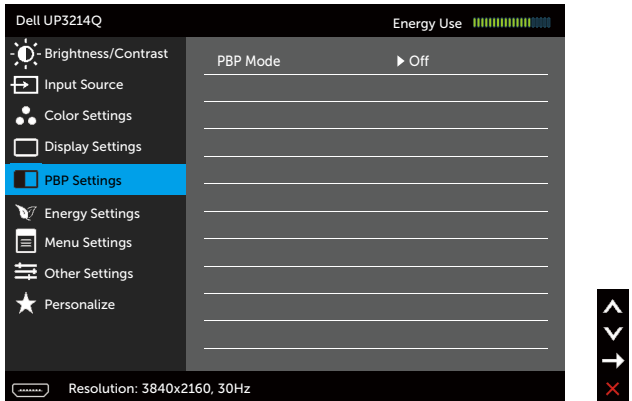 Dell UP3214Q
Energy Use
Brightness/Contrast
PBP Mode
Off
Input Source
Color Settings
Display Settings
PBP Settings
Energy Settings
Menu Settings
Other Settings
Personalize
Resolution: 3840x2160, 30Hz